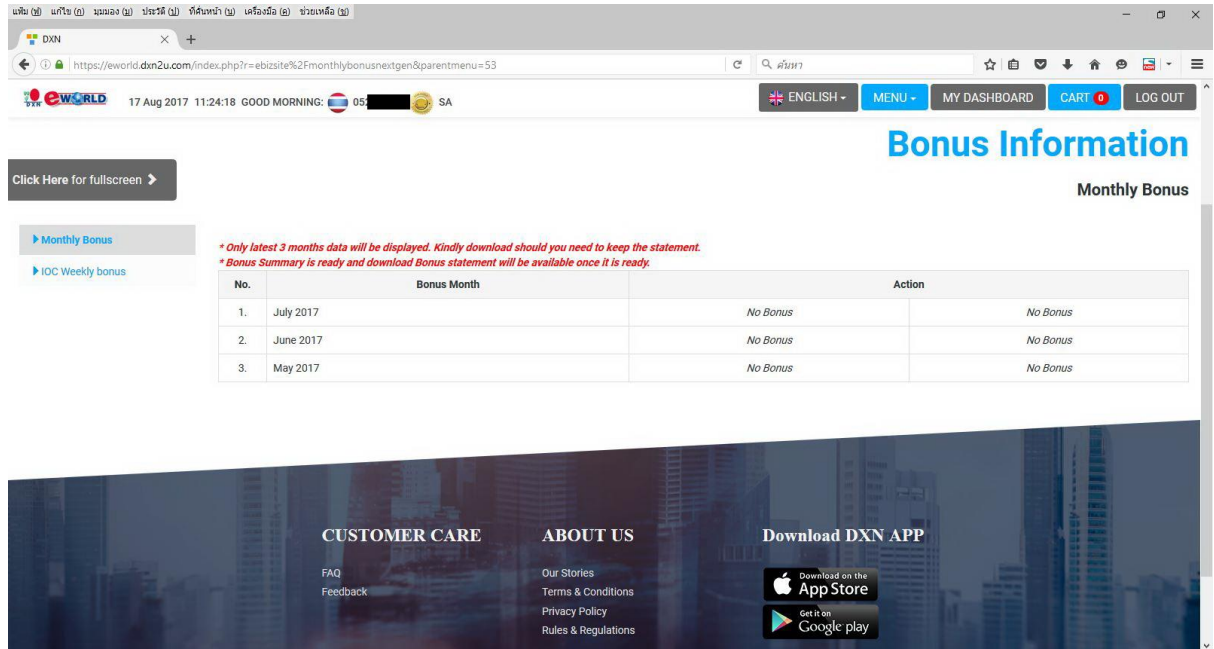 แฟ้ม (ฟ) แก้ไข (ก) มุมมอง (ม) ประวัติ (ป) ที่คั่นหน้า (น) เครื่องมือ (ค) ช่วยเหลือ (ช)
DXN
https://eworld.dxn2u.com/index.php?r=ebizsite%2Fmonthlybonusnextgen&parentmenu=53 ค้นหา
DXN eWORLD 17 Aug 2017 11:24:18 GOOD MORNING: 05 SA ENGLISH MENU MY DASHBOARD CART 0 LOG OUT
Bonus Information
Click Here for fullscreen
Monthly Bonus
Monthly Bonus
IOC Weekly bonus
* Only latest 3 months data will be displayed. Kindly download should you need to keep the statement.
* Bonus Summary is ready and download Bonus statement will be available once it is ready.
No. Bonus Month Action
1. July 2017 No Bonus No Bonus
2. June 2017 No Bonus No Bonus
3. May 2017 No Bonus No Bonus
CUSTOMER CARE ABOUT US Download DXN APP
FAQ Our Stories Download on the
Feedback Terms & Conditions App Store
Privacy Policy Get it on
Rules & Regulations Google play